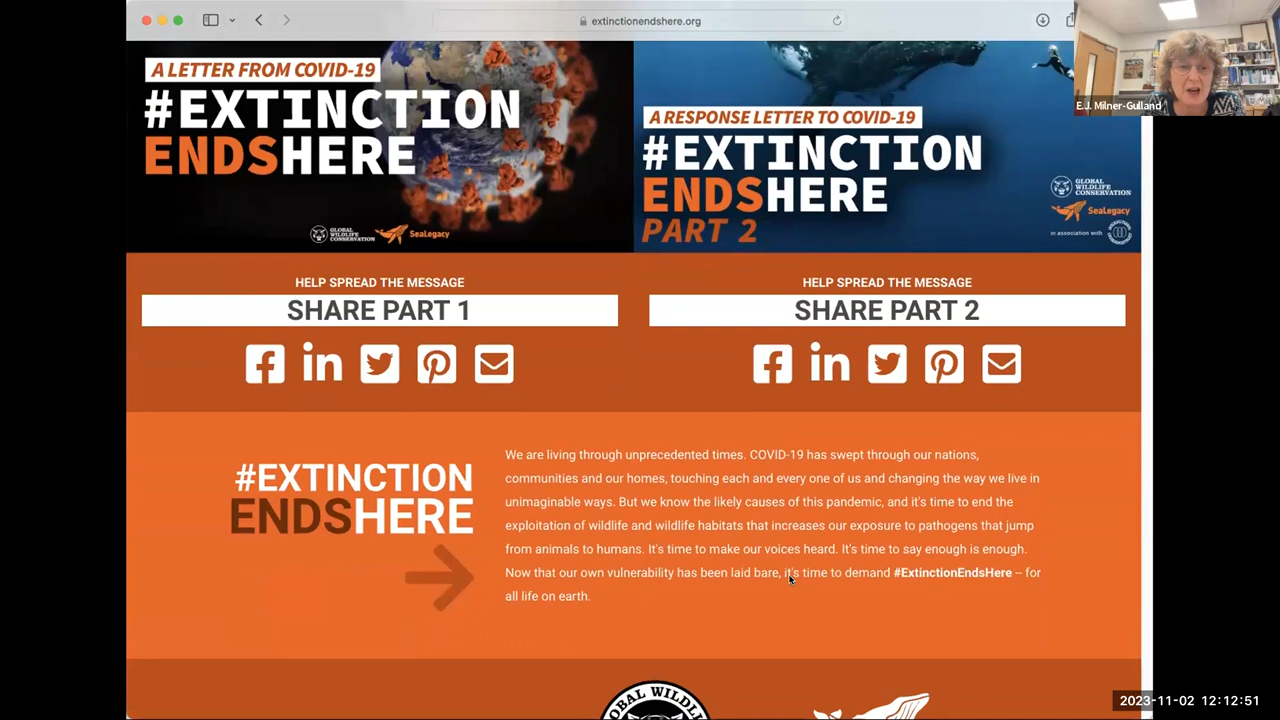 extinctionendshere.org
E.J. Milner-Gulland
A LETTER FROM COVID-19
#EXTINCTION
ENDSHERE
GLOBAL
WILDLIFE
CONSERVATION
SeaLegacy
A RESPONSE LETTER TO COVID-19
#EXTINCTION
ENDSHERE
PART 2
GLOBAL
WILDLIFE
CONSERVATION
SeaLegacy
in association with
HELP SPREAD THE MESSAGE
SHARE PART 1
HELP SPREAD THE MESSAGE
SHARE PART 2
#EXTINCTION
ENDSHERE
We are living through unprecedented times. COVID-19 has swept through our nations,
communities and our homes, touching each and every one of us and changing the way we live in
unimaginable ways. But we know the likely causes of this pandemic, and it's time to end the
exploitation of wildlife and wildlife habitats that increases our exposure to pathogens that jump
from animals to humans. It's time to make our voices heard. It's time to say enough is enough.
Now that our own vulnerability has been laid bare, it's time to demand #ExtinctionEndsHere -- for
all life on earth.
GLOBAL WILDLIF
2023-11-02 12:12:51